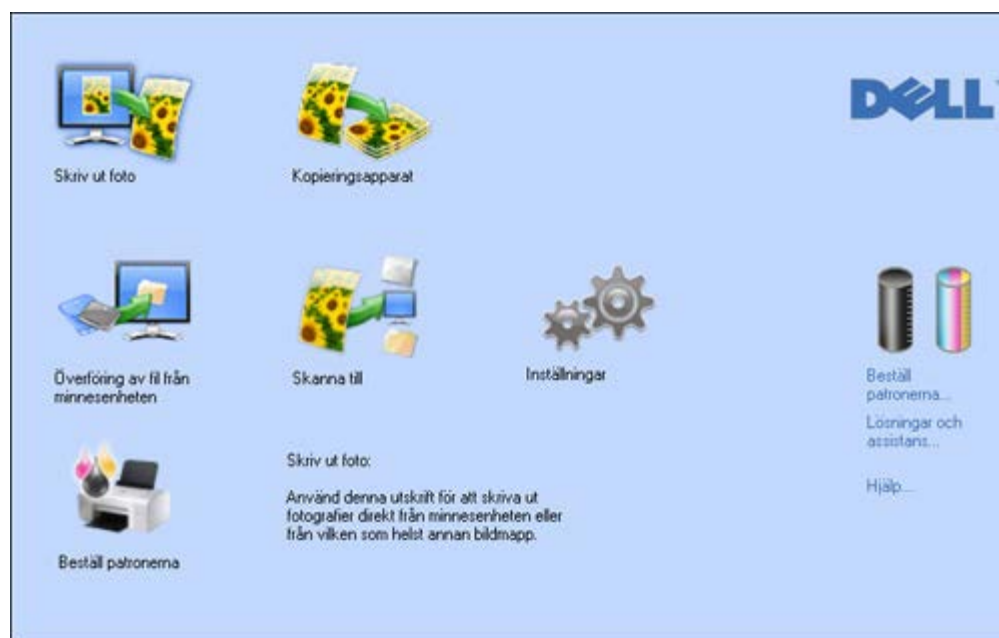 DELL
Skriv ut foto
Kopieringsapparat
Överföring av fil från
minnesenheten
Skanna till
Inställningar
Beställ
patronerna...
Lösningar och
assistans...
Hjälp...
Beställ patronerna
Skriv ut foto:
Använd denna utskrift för att skriva ut
fotografier direkt från minnesenheten eller
från vilken som helst annan bildmapp.